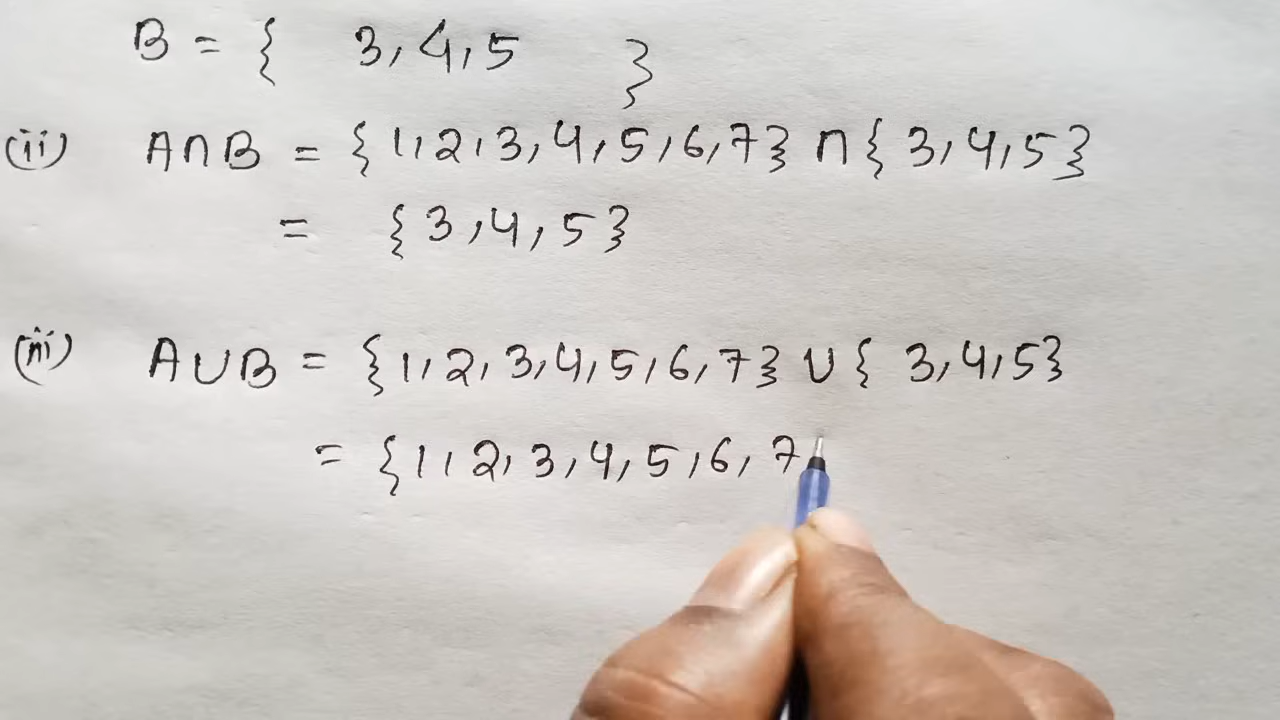 B = { 3, 4, 5 }
(ii) A∩B = {1, 2, 3, 4, 5, 6, 7} ∩ { 3, 4, 5}
= {3, 4, 5}
(iii) A∪B = {1, 2, 3, 4, 5, 6, 7} ∪ { 3, 4, 5}
= {1, 2, 3, 4, 5, 6, 7